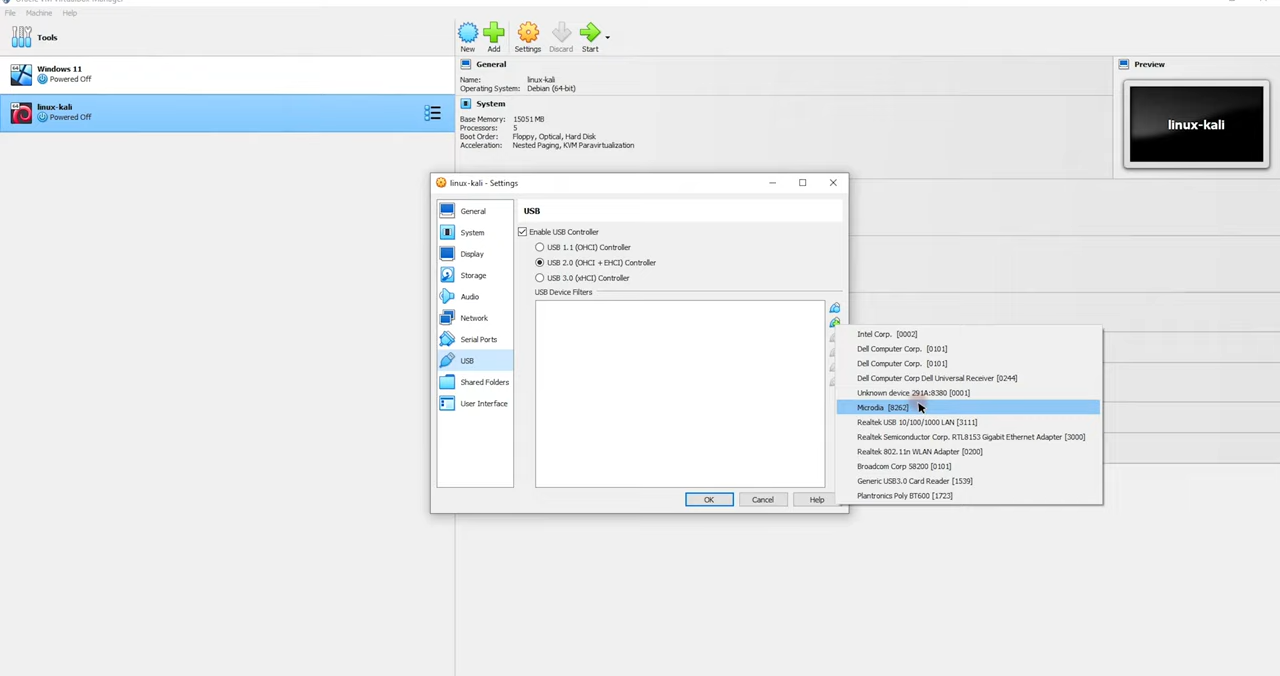 Oracle VM VirtualBox Manager
File Machine Help
Tools
New Add Settings Discard Start
Windows 11
Powered Off
linux-kali
Powered Off
General
Name: linux-kali
Operating System: Debian (64-bit)
System
Base Memory: 15051 MB
Processors: 5
Boot Order: Floppy, Optical, Hard Disk
Acceleration: Nested Paging, KVM Paravirtualization
Preview
linux-kali
linux-kali - Settings
General
System
Display
Storage
Audio
Network
Serial Ports
USB
Shared Folders
User Interface
USB
Enable USB Controller
USB 1.1 (OHCI) Controller
USB 2.0 (OHCI + EHCI) Controller
USB 3.0 (xHCI) Controller
USB Device Filters
Intel Corp. [0002]
Dell Computer Corp. [0101]
Dell Computer Corp. [0101]
Dell Computer Corp Dell Universal Receiver [0244]
Unknown device 291A:8380 [0001]
Microdia [8262]
Realtek USB 10/100/1000 LAN [3111]
Realtek Semiconductor Corp. RTL8153 Gigabit Ethernet Adapter [3000]
Realtek 802.11n WLAN Adapter [0200]
Broadcom Corp 58200 [0101]
Generic USB3.0 Card Reader [1539]
Plantronics Poly BT600 [1723]
OK Cancel Help